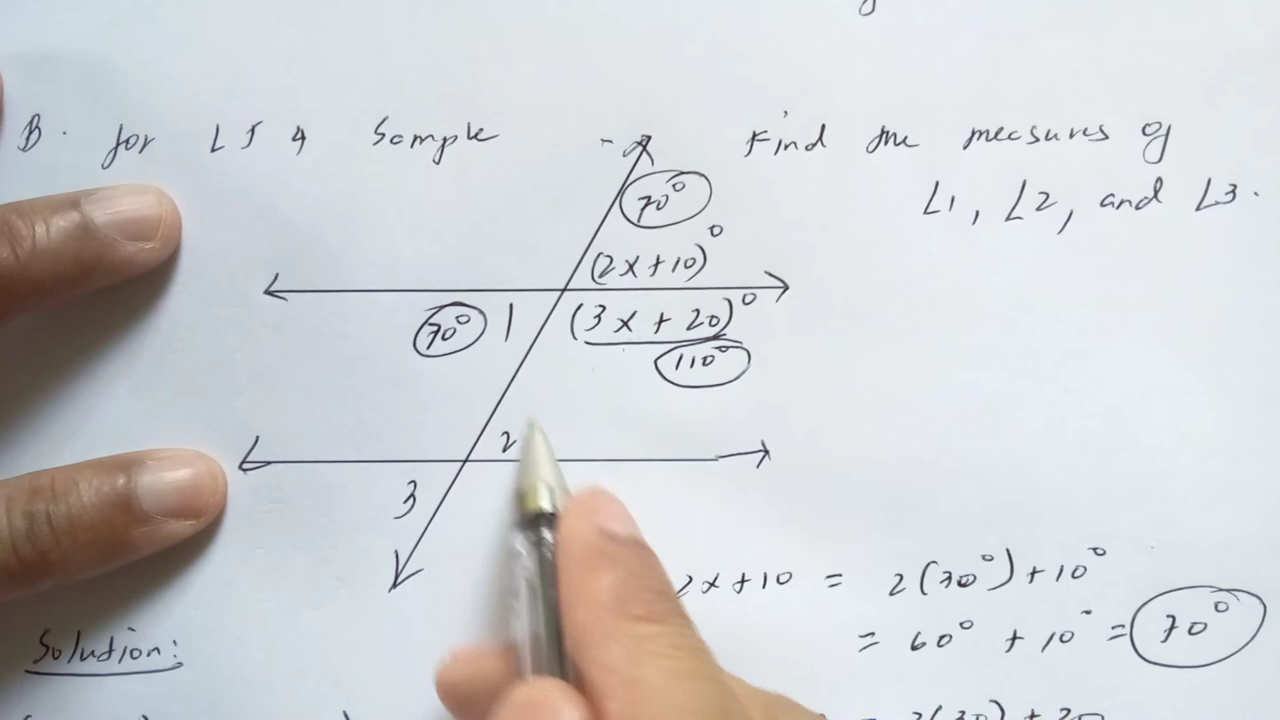 B. for L 5 4 Sample
Find the measures of
∠1, ∠2, and ∠3.
70°
(2x+10)°
70° 1 (3x + 20)°
110°
2
3
2x+10 = 2(30°)+10°
= 60° + 10° = 70°
Solution: